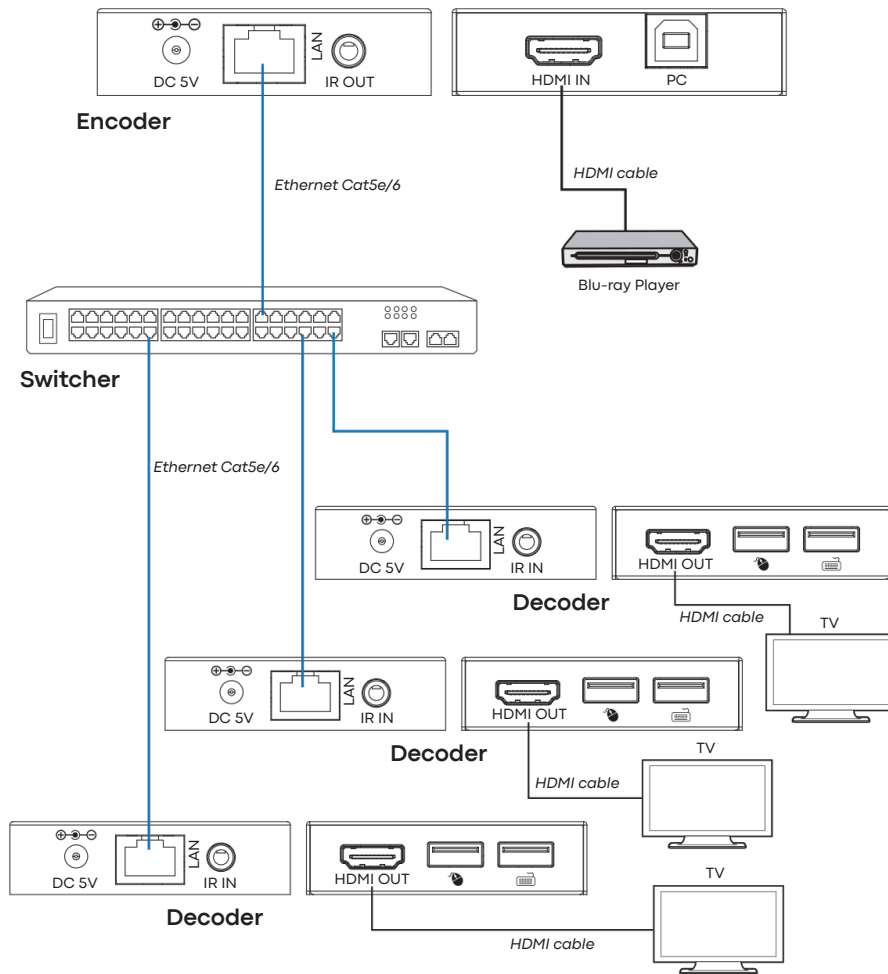 LAN
DC 5V
IR OUT
HDMI IN
PC
Encoder
Ethernet Cat5e/6
HDMI cable
Blu-ray Player
Switcher
Ethernet Cat5e/6
LAN
DC 5V
IR IN
HDMI OUT
Decoder
HDMI cable
TV
LAN
DC 5V
IR IN
HDMI OUT
Decoder
TV
HDMI cable
LAN
DC 5V
IR IN
HDMI OUT
Decoder
TV
HDMI cable